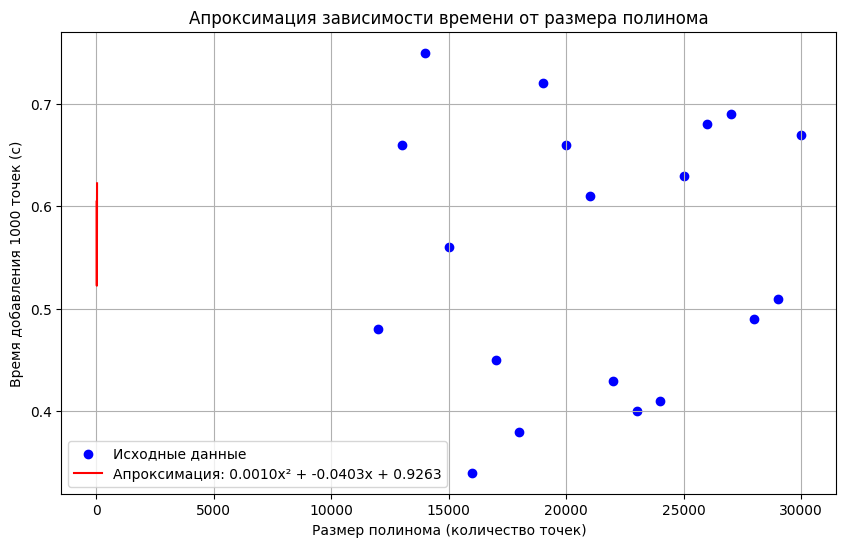 Апроксимация зависимости времени от размера полинома
Время добавления 1000 точек (с)
0.7
0.6
0.5
0.4
Исходные данные
Апроксимация: 0.0010x² + -0.0403x + 0.9263
0 5000 10000 15000 20000 25000 30000
Размер полинома (количество точек)